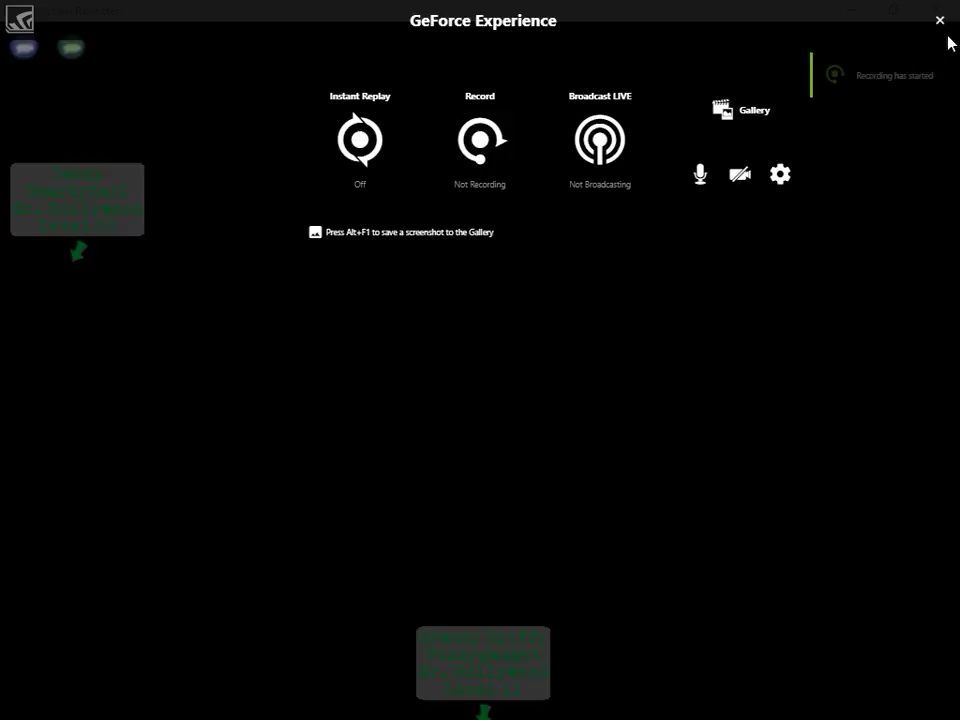 GeForce Experience
Recording has started
Instant Replay
Record
Broadcast LIVE
Gallery
Off
Not Recording
Not Broadcasting
Press Alt+F1 to save a screenshot to the Gallery